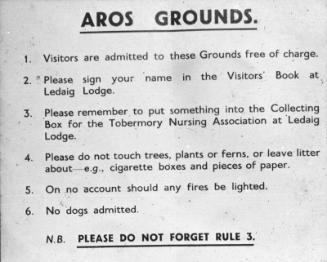 AROS GROUNDS.
1. Visitors are admitted to these Grounds free of charge.
2. Please sign your name in the Visitors' Book at
Ledaig Lodge.
3. Please remember to put something into the Collecting
Box for the Tobermory Nursing Association at Ledaig
Lodge.
4. Please do not touch trees, plants or ferns, or leave litter
about—e.g., cigarette boxes and pieces of paper.
5. On no account should any fires be lighted.
6. No dogs admitted.
N.B. PLEASE DO NOT FORGET RULE 3.